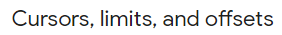 Cursors, limits, and offsets